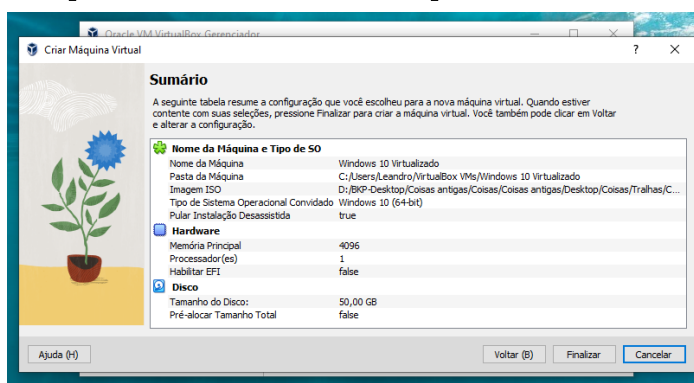 Oracle VM VirtualBox Gerenciador
Criar Máquina Virtual
Sumário
A seguinte tabela resume a configuração que você escolheu para a nova máquina virtual. Quando estiver
contente com suas seleções, pressione Finalizar para criar a máquina virtual. Você também pode clicar em Voltar
e alterar a configuração.
Nome da Máquina e Tipo de SO
Nome da Máquina Windows 10 Virtualizado
Pasta da Máquina C:/Users/Leandro/VirtualBox VMs/Windows 10 Virtualizado
Imagem ISO D:/BKP-Desktop/Coisas antigas/Coisas/Coisas antigas/Desktop/Coisas/Tralhas/C...
Tipo de Sistema Operacional Convidado Windows 10 (64-bit)
Pular Instalação Desassistida true
Hardware
Memória Principal 4096
Processador(es) 1
Habilitar EFI false
Disco
Tamanho do Disco: 50,00 GB
Pré-alocar Tamanho Total false
Ajuda (H) Voltar (B) Finalizar Cancelar